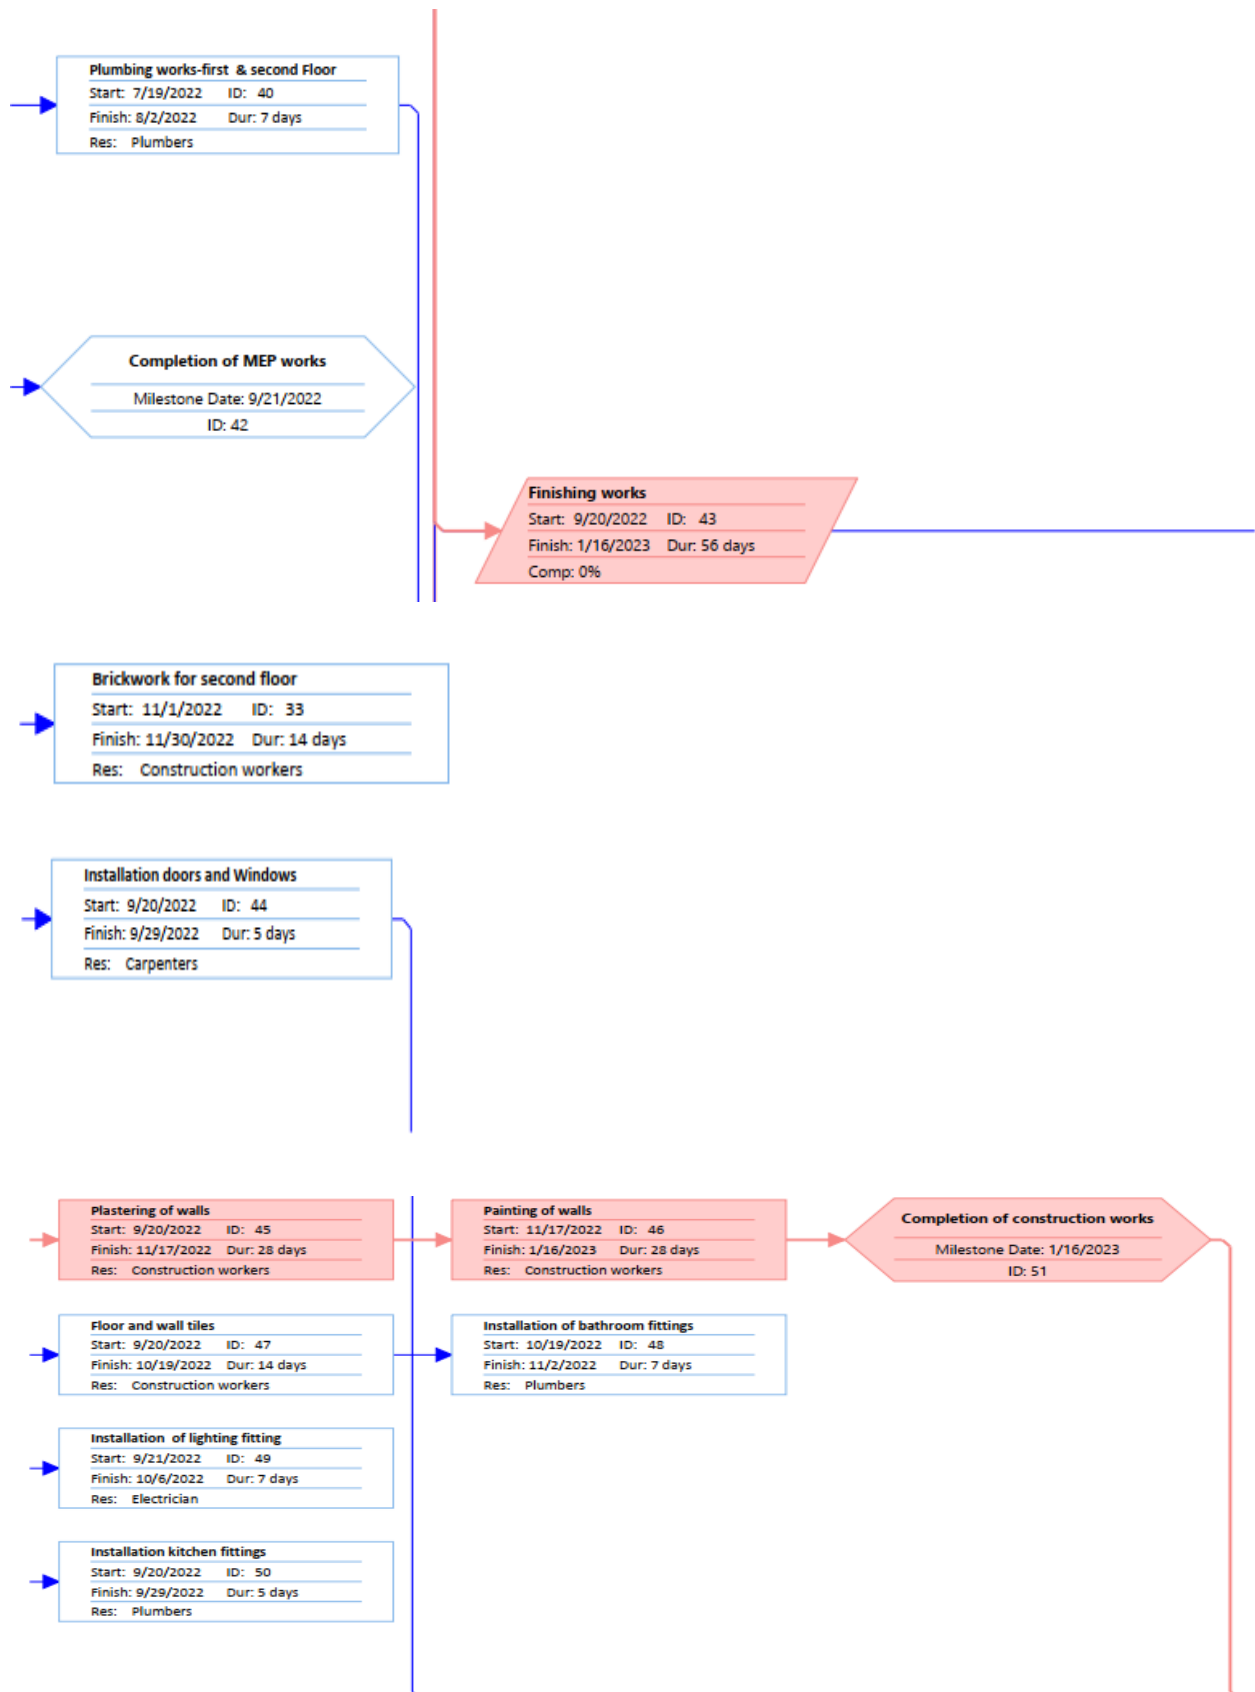 Plumbing works-first & second Floor
Start: 7/19/2022 ID: 40
Finish: 8/2/2022 Dur: 7 days
Res: Plumbers
Completion of MEP works
Milestone Date: 9/21/2022
ID: 42
Finishing works
Start: 9/20/2022 ID: 43
Finish: 1/16/2023 Dur: 56 days
Comp: 0%
Brickwork for second floor
Start: 11/1/2022 ID: 33
Finish: 11/30/2022 Dur: 14 days
Res: Construction workers
Installation doors and Windows
Start: 9/20/2022 ID: 44
Finish: 9/29/2022 Dur: 5 days
Res: Carpenters
Plastering of walls
Start: 9/20/2022 ID: 45
Finish: 11/17/2022 Dur: 28 days
Res: Construction workers
Painting of walls
Start: 11/17/2022 ID: 46
Finish: 1/16/2023 Dur: 28 days
Res: Construction workers
Completion of construction works
Milestone Date: 1/16/2023
ID: 51
Floor and wall tiles
Start: 9/20/2022 ID: 47
Finish: 10/19/2022 Dur: 14 days
Res: Construction workers
Installation of bathroom fittings
Start: 10/19/2022 ID: 48
Finish: 11/2/2022 Dur: 7 days
Res: Plumbers
Installation of lighting fitting
Start: 9/21/2022 ID: 49
Finish: 10/6/2022 Dur: 7 days
Res: Electrician
Installation kitchen fittings
Start: 9/20/2022 ID: 50
Finish: 9/29/2022 Dur: 5 days
Res: Plumbers